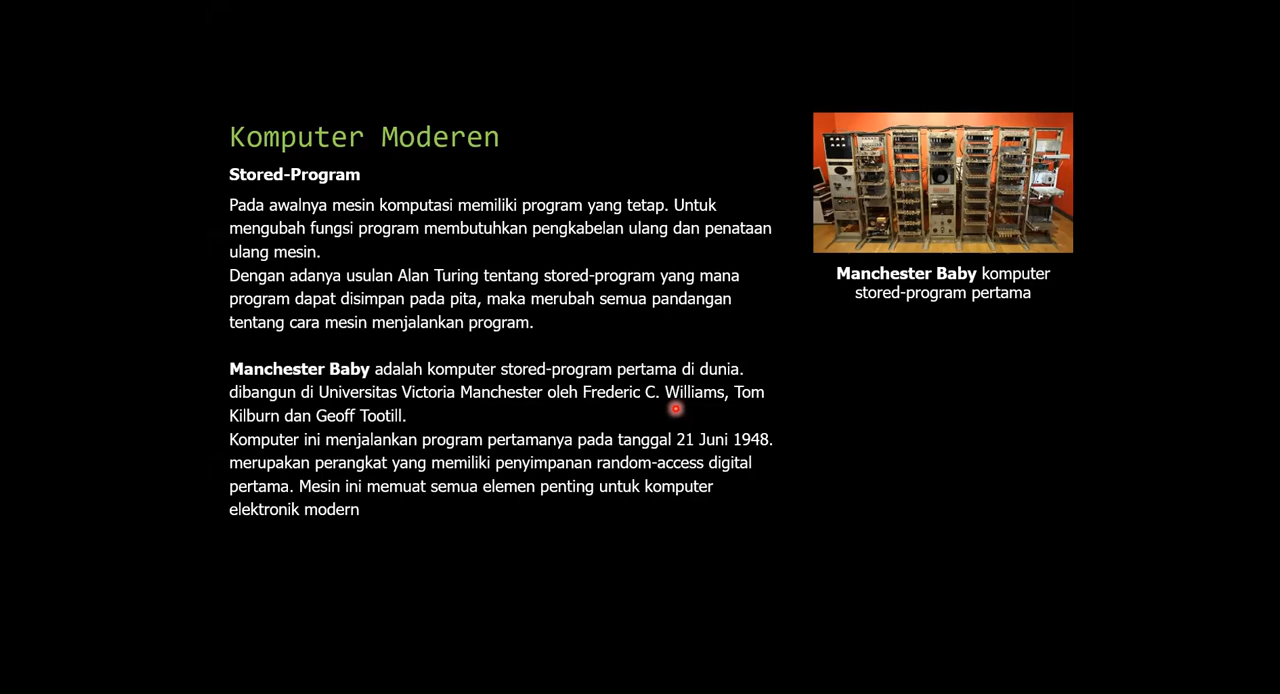 Komputer Moderen
Stored-Program
Pada awalnya mesin komputasi memiliki program yang tetap. Untuk
mengubah fungsi program membutuhkan pengkabelan ulang dan penataan
ulang mesin.
Dengan adanya usulan Alan Turing tentang stored-program yang mana
program dapat disimpan pada pita, maka merubah semua pandangan
tentang cara mesin menjalankan program.
Manchester Baby adalah komputer stored-program pertama di dunia.
dibangun di Universitas Victoria Manchester oleh Frederic C. Williams, Tom
Kilburn dan Geoff Tootill.
Komputer ini menjalankan program pertamanya pada tanggal 21 Juni 1948.
merupakan perangkat yang memiliki penyimpanan random-access digital
pertama. Mesin ini memuat semua elemen penting untuk komputer
elektronik modern
Manchester Baby komputer
stored-program pertama